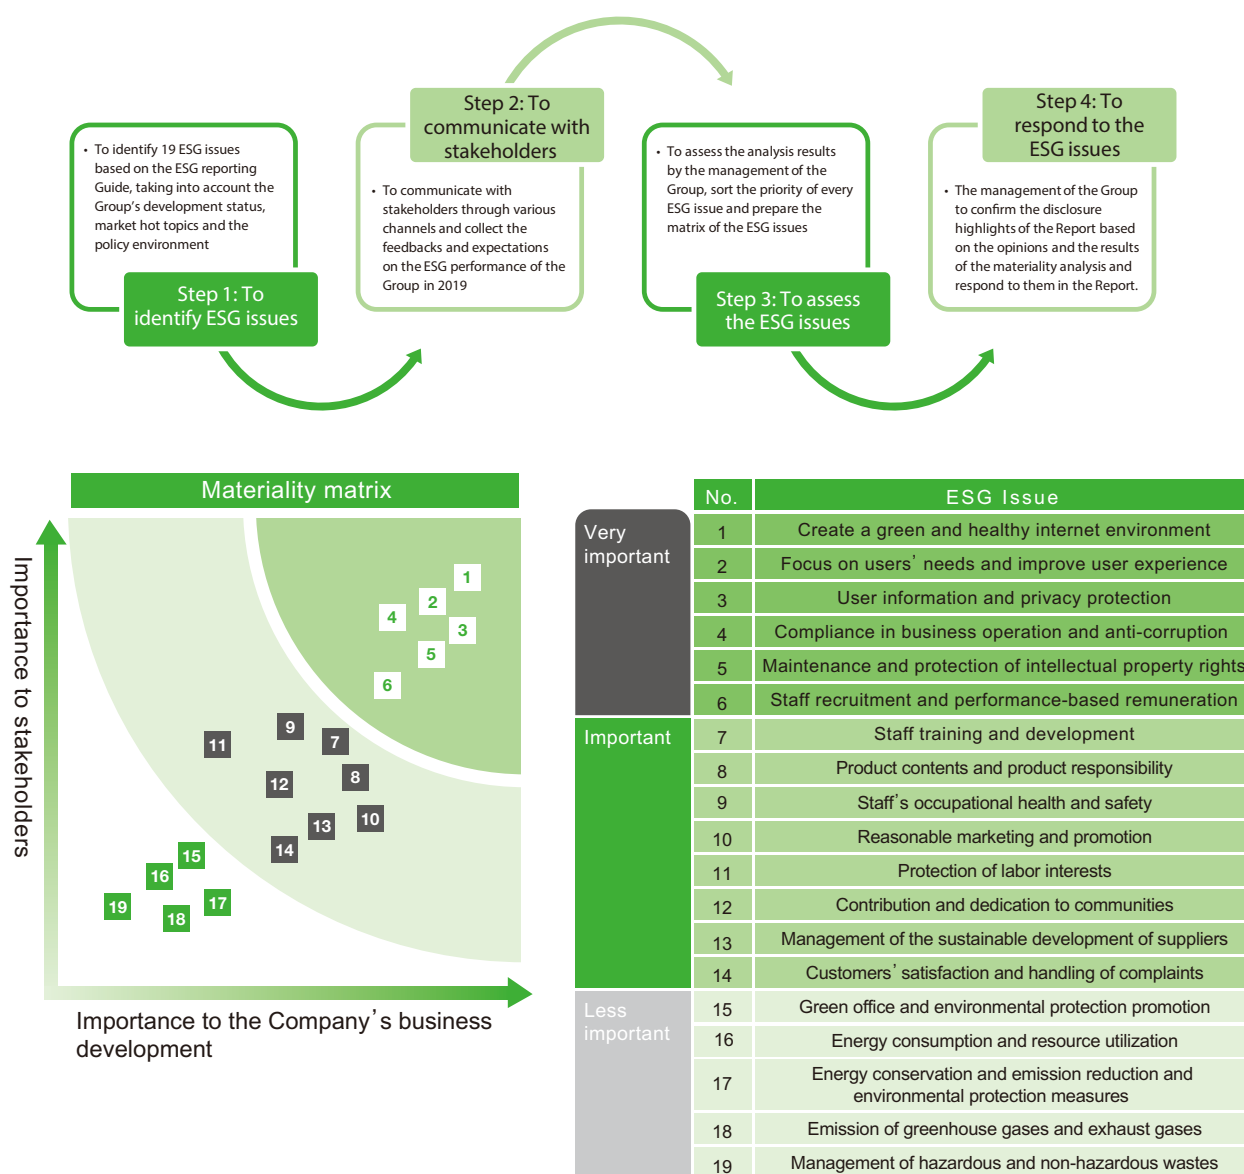 • To identify 19 ESG issues
based on the ESG reporting
Guide, taking into account the
Group's development status,
market hot topics and the
policy environment
Step 1: To
identify ESG issues
Step 2: To
communicate with
stakeholders
• To communicate with
stakeholders through various
channels and collect the
feedbacks and expectations
on the ESG performance of the
Group in 2019
• To assess the analysis results
by the management of the
Group, sort the priority of every
ESG issue and prepare the
matrix of the ESG issues
Step 3: To assess
the ESG issues
Step 4: To
respond to the
ESG issues
• The management of the Group
to confirm the disclosure
highlights of the Report based
on the opinions and the results
of the materiality analysis and
respond to them in the Report.
Materiality matrix
Importance to stakeholders
1
2
4
3
5
6
9
7
11
8
12
10
13
14
15
16
17
19
18
Importance to the Company's business
development
No. ESG Issue
Very
important
1 Create a green and healthy internet environment
2 Focus on users' needs and improve user experience
3 User information and privacy protection
4 Compliance in business operation and anti-corruption
5 Maintenance and protection of intellectual property rights
6 Staff recruitment and performance-based remuneration
Important
7 Staff training and development
8 Product contents and product responsibility
9 Staff's occupational health and safety
10 Reasonable marketing and promotion
11 Protection of labor interests
12 Contribution and dedication to communities
13 Management of the sustainable development of suppliers
14 Customers' satisfaction and handling of complaints
Less
important
15 Green office and environmental protection promotion
16 Energy consumption and resource utilization
17 Energy conservation and emission reduction and
environmental protection measures
18 Emission of greenhouse gases and exhaust gases
19 Management of hazardous and non-hazardous wastes